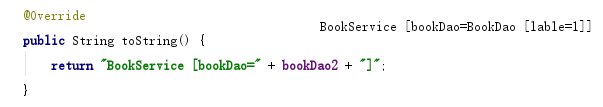 @Override
BookService [bookDao=BookDao [lable=1]]
public String toString() {
return "BookService [bookDao=" + bookDao2 + "]";
}